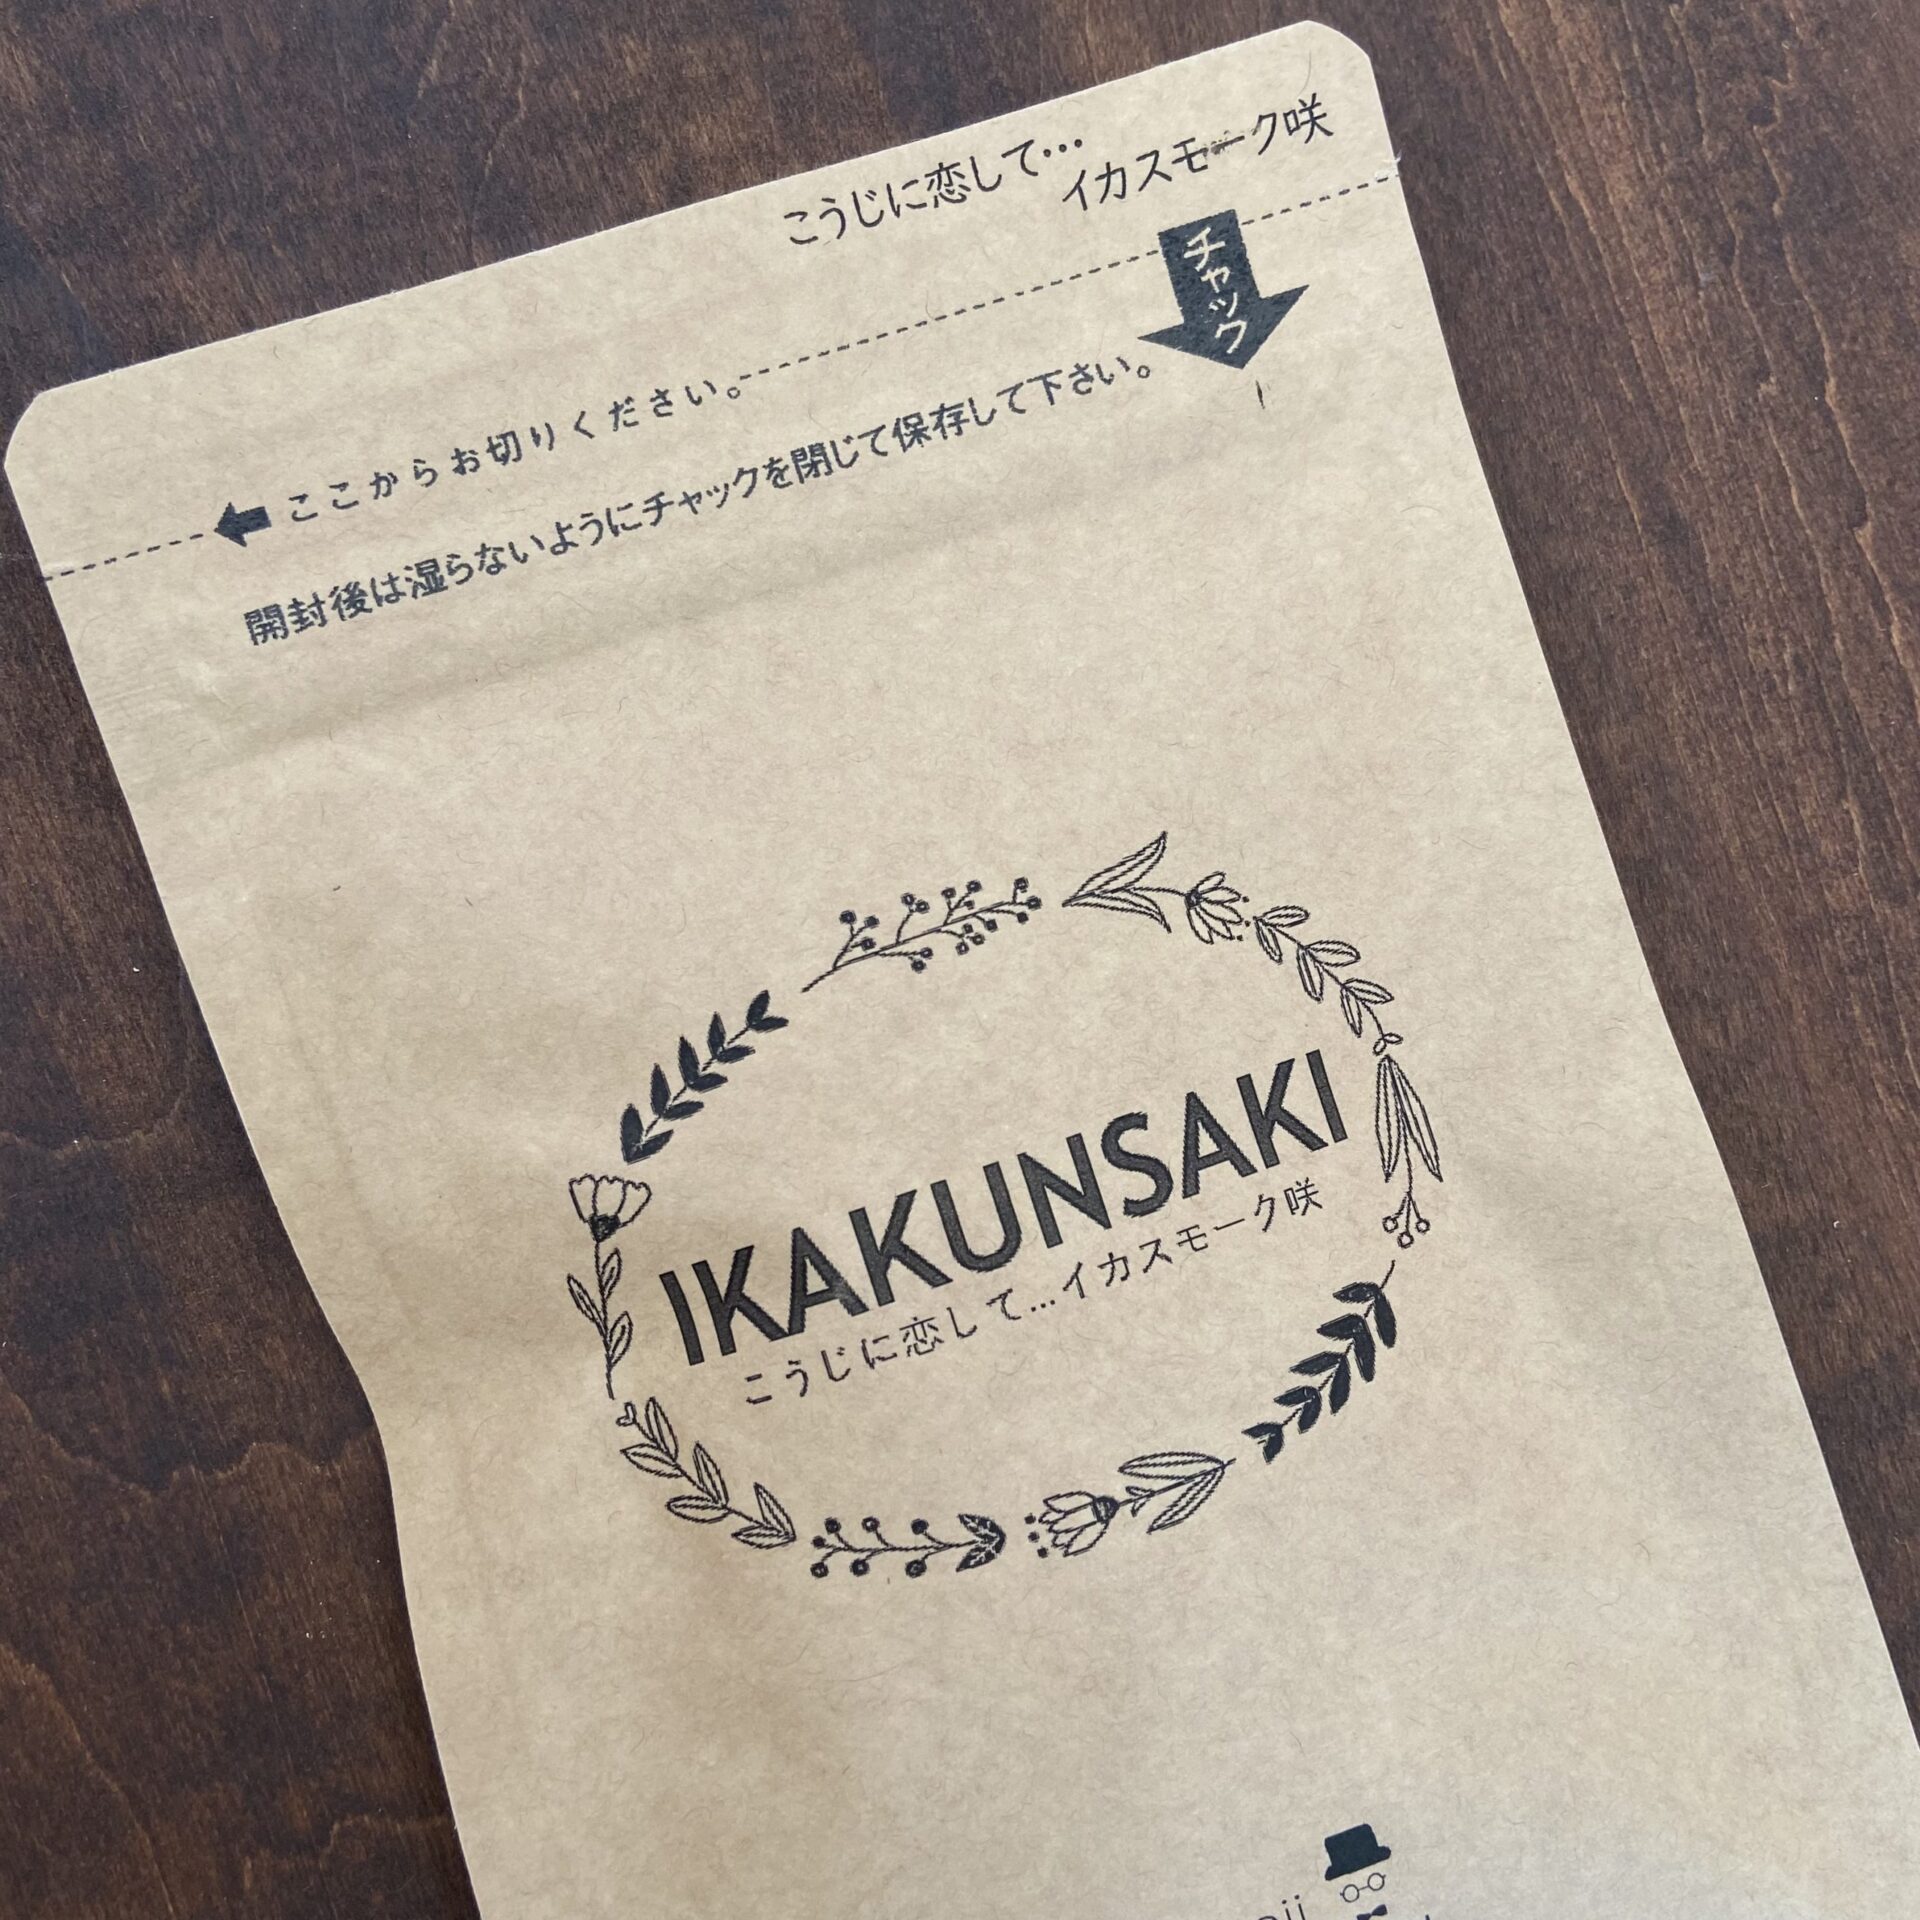 こうじに恋して…
イカスモーク咲
チャック
ここからお切りください。
開封後は湿らないようにチャックを閉じて保存して下さい。
IKAKUNSAKI
こうじに恋して…イカスモーク咲